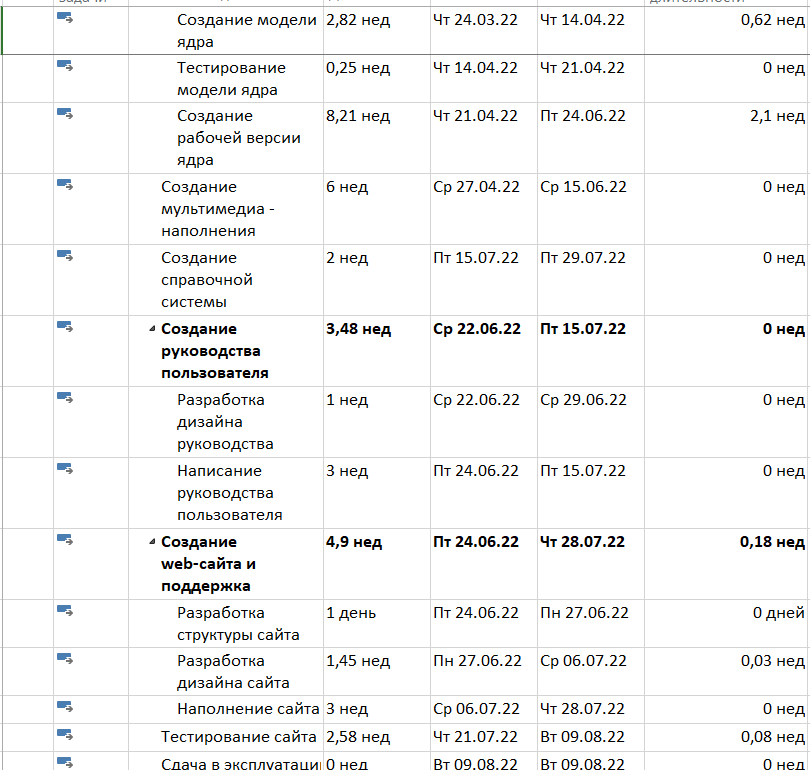 задачи длительности
Создание модели 2,82 нед Чт 24.03.22 Чт 14.04.22 0,62 нед
ядра
Тестирование 0,25 нед Чт 14.04.22 Чт 21.04.22 0 нед
модели ядра
Создание 8,21 нед Чт 21.04.22 Пт 24.06.22 2,1 нед
рабочей версии
ядра
Создание 6 нед Ср 27.04.22 Ср 15.06.22 0 нед
мультимедиа -
наполнения
Создание 2 нед Пт 15.07.22 Пт 29.07.22 0 нед
справочной
системы
Создание 3,48 нед Ср 22.06.22 Пт 15.07.22 0 нед
руководства
пользователя
Разработка 1 нед Ср 22.06.22 Ср 29.06.22 0 нед
дизайна
руководства
Написание 3 нед Пт 24.06.22 Пт 15.07.22 0 нед
руководства
пользователя
Создание 4,9 нед Пт 24.06.22 Чт 28.07.22 0,18 нед
web-сайта и
поддержка
Разработка 1 день Пт 24.06.22 Пн 27.06.22 0 дней
структуры сайта
Разработка 1,45 нед Пн 27.06.22 Ср 06.07.22 0,03 нед
дизайна сайта
Наполнение сайта 3 нед Ср 06.07.22 Чт 28.07.22 0 нед
Тестирование сайта 2,58 нед Чт 21.07.22 Вт 09.08.22 0,08 нед
Сдача в эксплуатаци 0 нед Вт 09.08.22 Вт 09.08.22 0 нед